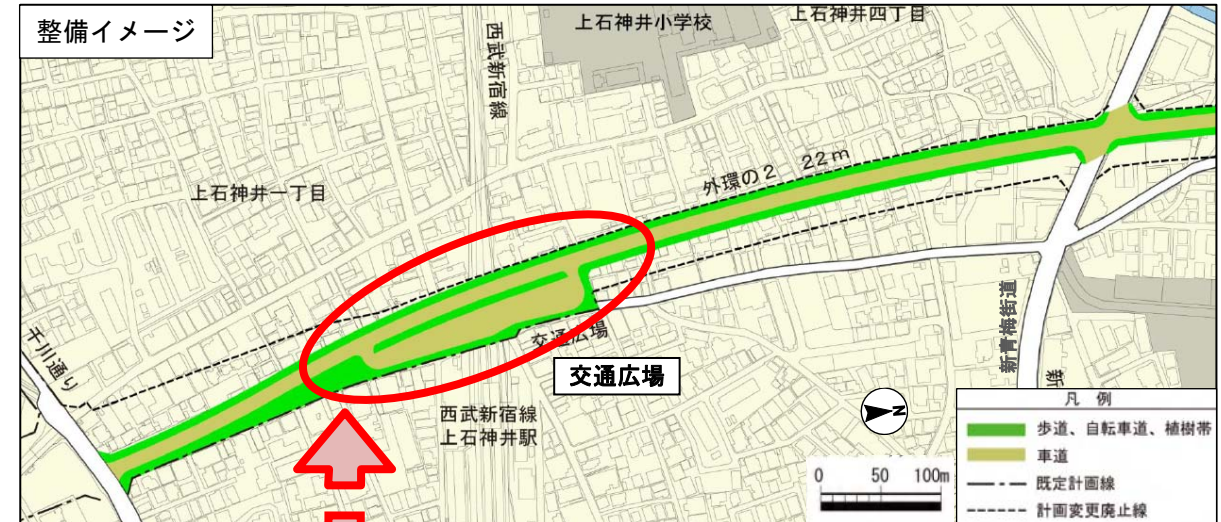 整備イメージ
西武新宿線
上石神井小学校
上石神井四丁目
上石神井一丁目
外環の2 22m
千川通り
交通広場
交通広場
西武新宿線
上石神井駅
新青梅街道
新
N
0 50 100m
凡 例
歩道、自転車道、植樹帯
車道
既定計画線
計画変更廃止線